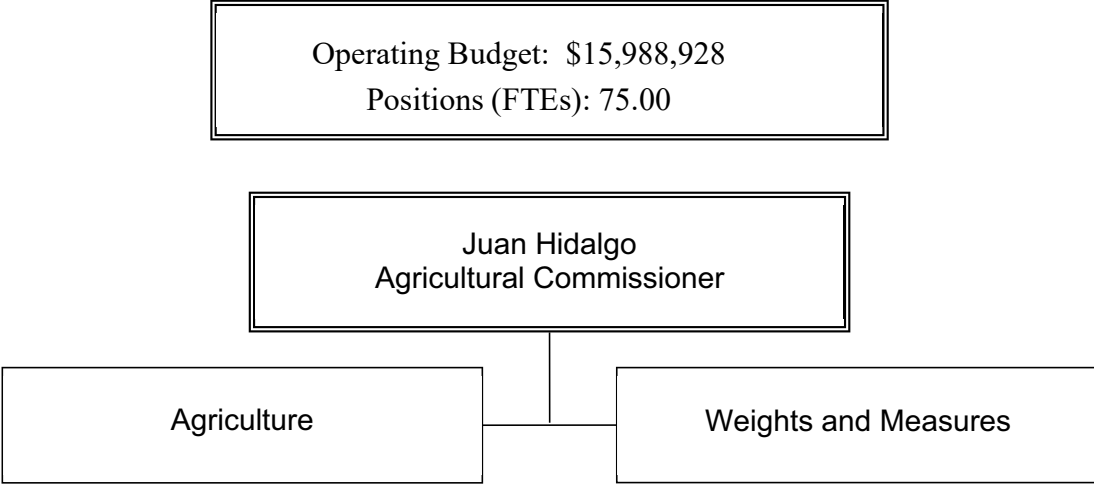 Operating Budget:  $15,988,928
Positions (FTEs): 75.00
Juan Hidalgo
Agricultural Commissioner
Agriculture
Weights and Measures